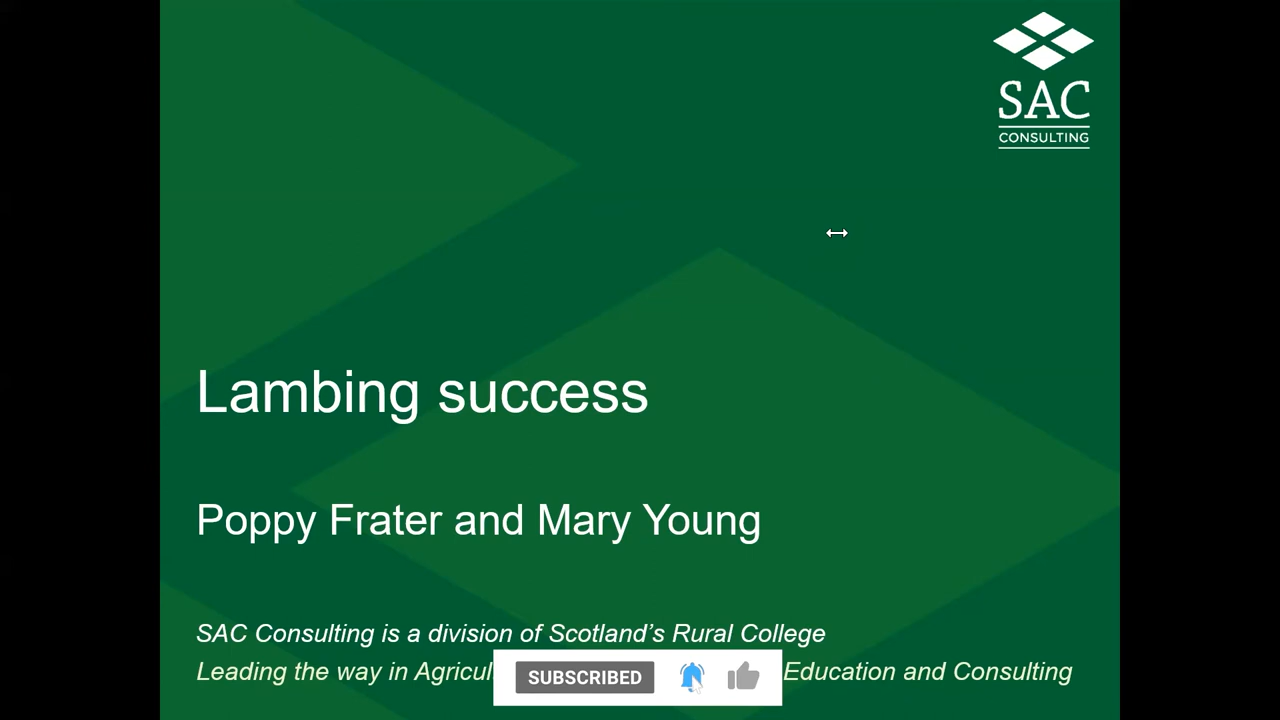 SAC
CONSULTING
Lambing success
Poppy Frater and Mary Young
SAC Consulting is a division of Scotland's Rural College
Leading the way in Agricul Education and Consulting
SUBSCRIBED